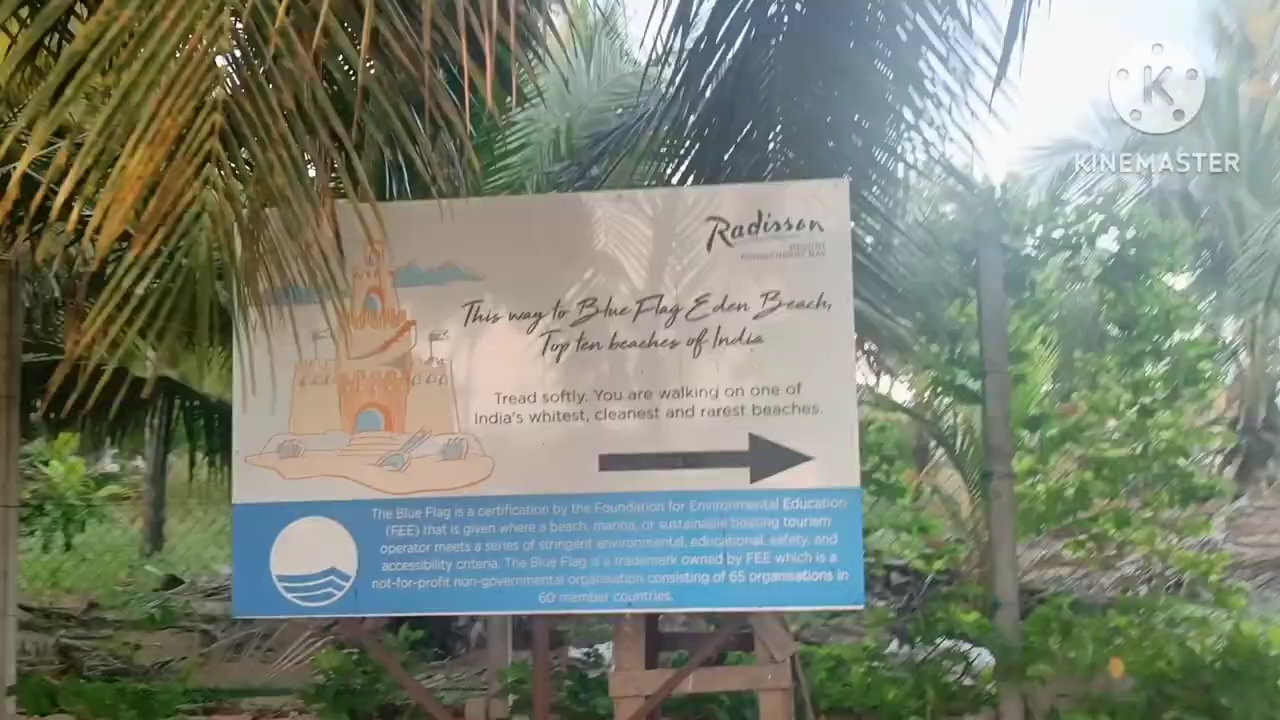 K
KINEMASTER
Radisson
RESORT
PONDICHERRY BAY
This way to Blue Flag Eden Beach,
Top ten beaches of India
Tread softly. You are walking on one of
India's whitest, cleanest and rarest beaches.
The Blue Flag is a certification by the Foundation for Environmental Education
(FEE) that is given where a beach, marina, or sustainable boating tourism
operator meets a series of stringent environmental, educational, safety, and
accessibility criteria. The Blue Flag is a trademark owned by FEE which is a
not-for-profit non-governmental organisation consisting of 65 organisations in
60 member countries.